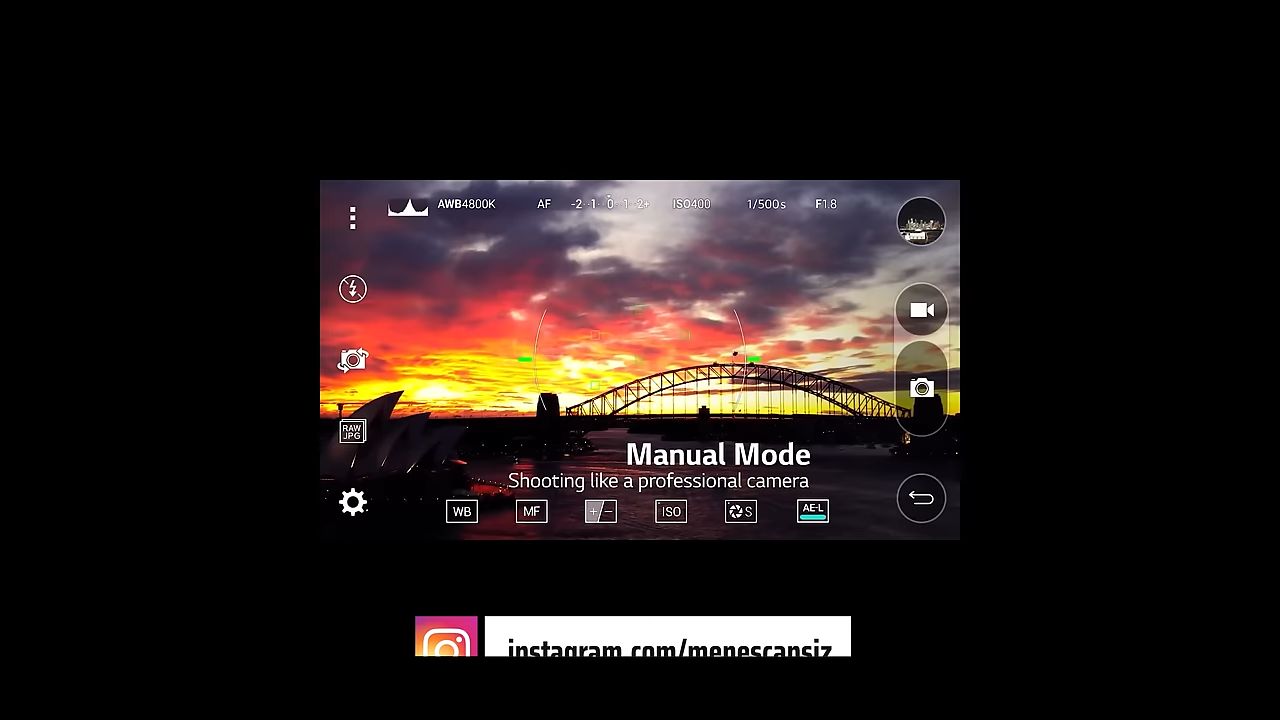 AWB4800K AF -2··1··0··1··2+ ISO400 1/500s F1.8
RAW
JPG
Manual Mode
Shooting like a professional camera
WB MF +/- ISO S AE-L
instagram.com/menescansiz